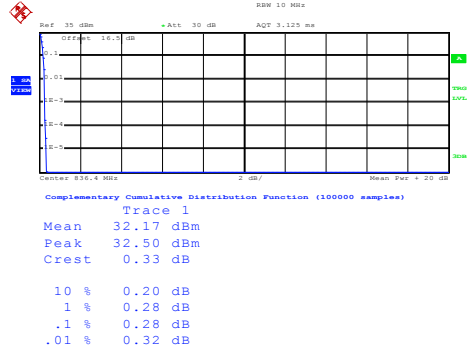 RBW 10 MHz
Ref 35 dBm * Att 30 dB AQT 3.125 ms
Offset 16.5 dB
0.1
A
0.01
1 SA
VIEW
1E-3
TRG
LVL
1E-4
1E-5
3DB
Center 836.4 MHz 2 dB/ Mean Pwr + 20 dB
Complementary Cumulative Distribution Function (100000 samples)
Trace 1
Mean 32.17 dBm
Peak 32.50 dBm
Crest 0.33 dB
10 % 0.20 dB
1 % 0.28 dB
.1 % 0.28 dB
.01 % 0.32 dB